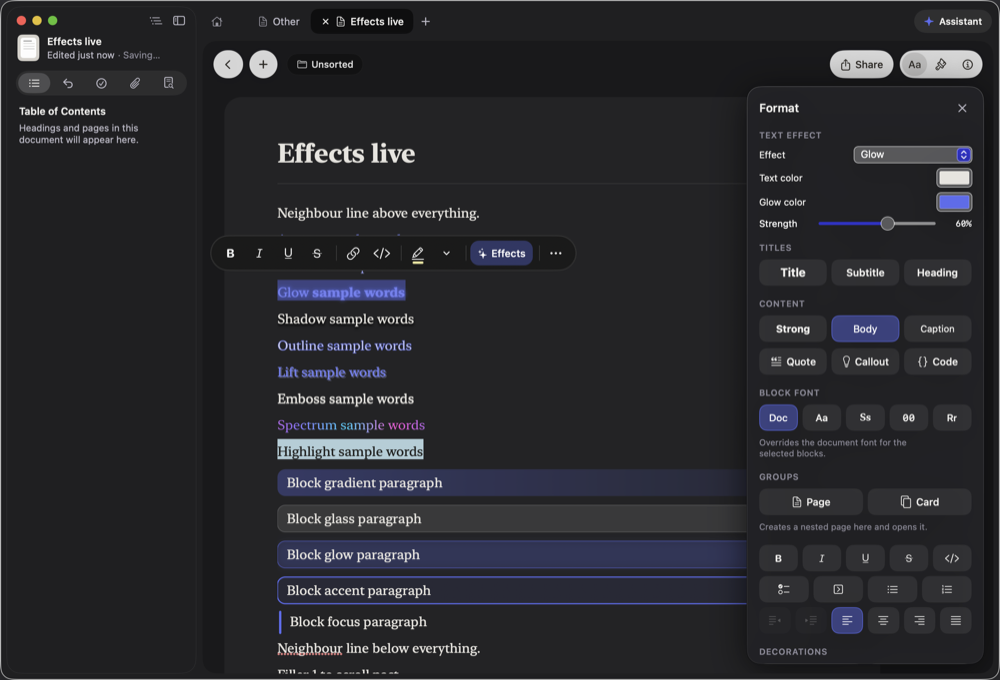 Other
Effects live
Assistant
Effects live
Edited just now · Saving...
Unsorted
Share
Aa
Table of Contents
Headings and pages in this
document will appear here.
Effects live
Neighbour line above everything.
B I U S </> Effects ...
Glow sample words
Shadow sample words
Outline sample words
Lift sample words
Emboss sample words
Spectrum sample words
Highlight sample words
Block gradient paragraph
Block glass paragraph
Block glow paragraph
Block accent paragraph
Block focus paragraph
Neighbour line below everything.
Format
TEXT EFFECT
Effect Glow
Text color
Glow color
Strength 60%
TITLES
Title Subtitle Heading
CONTENT
Strong Body Caption
Quote Callout {} Code
BLOCK FONT
Doc Aa Ss 00 Rr
Overrides the document font for the
selected blocks.
GROUPS
Page Card
Creates a nested page here and opens it.
B I U S </>
DECORATIONS